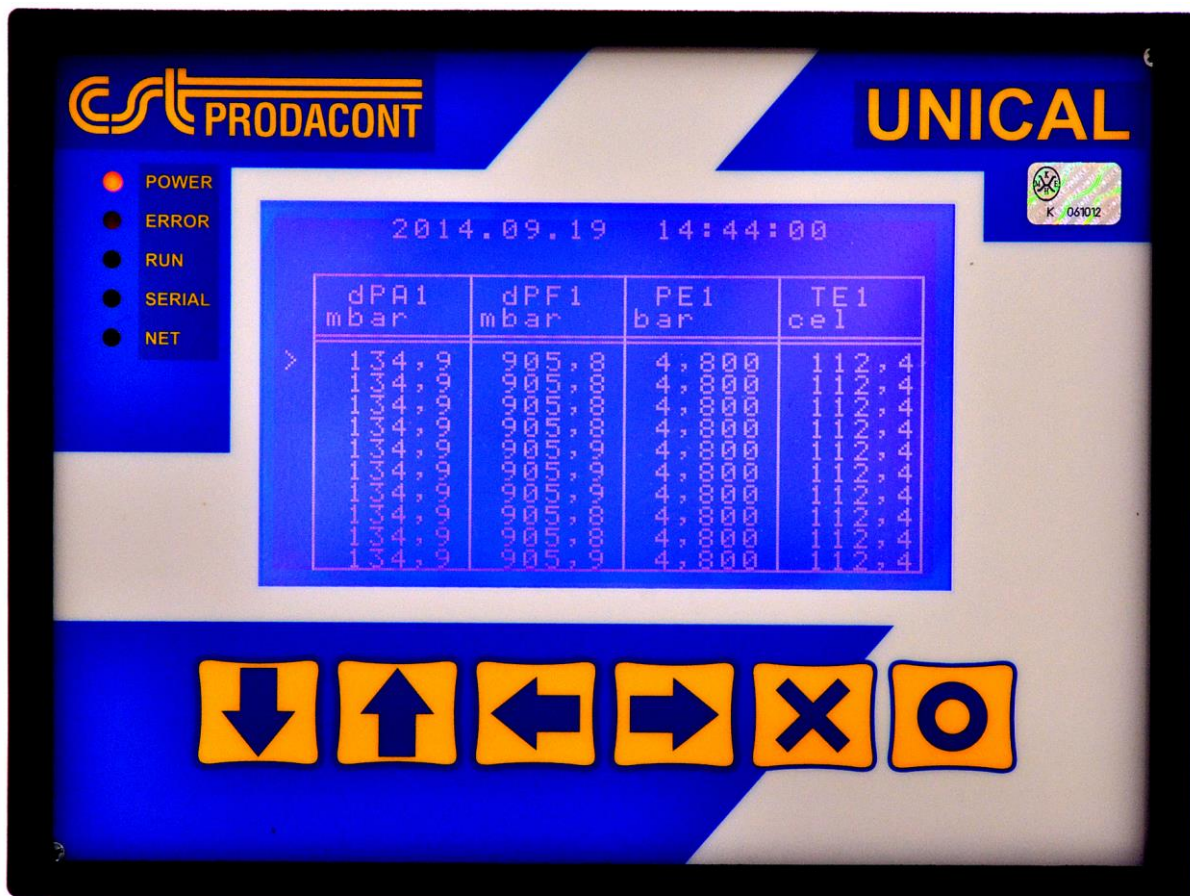 cst PRODACONT
UNICAL
POWER
ERROR
RUN
SERIAL
NET
K 061012
2014.09.19 14:44:00
dPA1 dPF1 PE1 TE1
mbar mbar bar cel
> 134,9 905,8 4,800 112,4
134,9 905,8 4,800 112,4
134,9 905,8 4,800 112,4
134,9 905,8 4,800 112,4
134,9 905,9 4,800 112,4
134,9 905,9 4,800 112,4
134,9 905,9 4,800 112,4
134,9 905,8 4,800 112,4
134,9 905,8 4,800 112,4
134,9 905,9 4,800 112,4